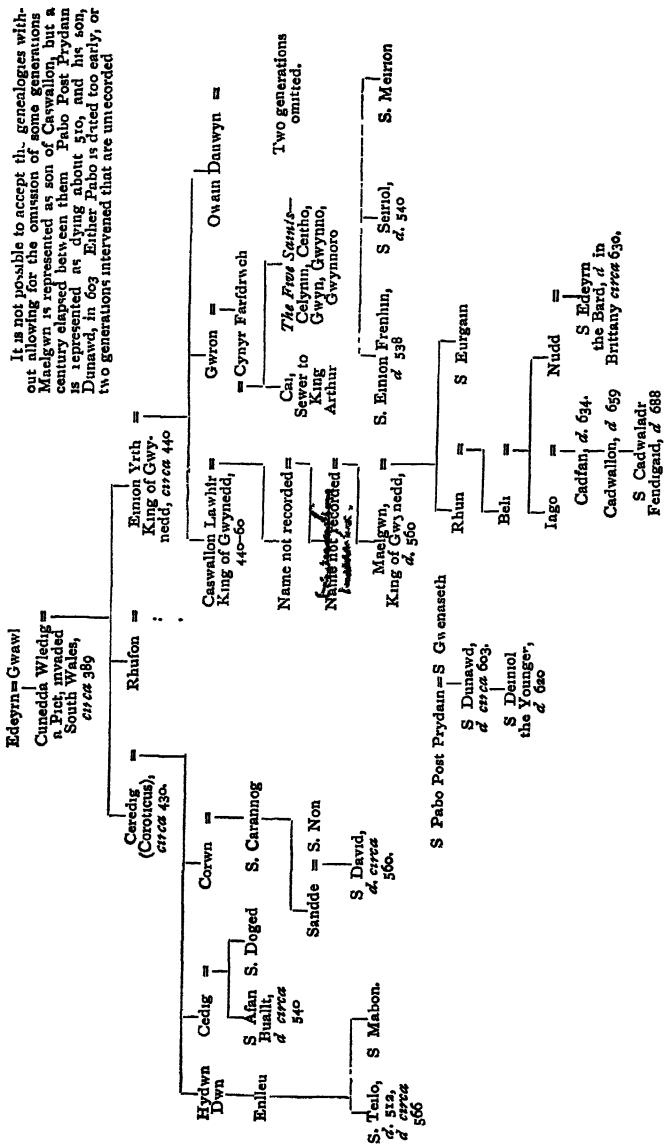 It is not possible to accept the genealogies with-
out allowing for the omission of some generations
Maelgwn is represented as son of Caswallon, but a
century elapsed between them Pabo Post Prydain
is represented as dying about 510, and his son,
Dunawd, in 603 Either Pabo is dated too early, or
two generations intervened that are unrecorded
Edeyrn=Gwawl
Cunedda Wledig=
a Pict, invaded
South Wales,
circa 389
Ceredig =
(Coroticus),
circa 430.
Rhufon =
Einion Yrth =
King of Gwy-
nedd, circa 440
Hydwn
Dwn
Cedig =
Corwn =
Caswallon Lawhir =
King of Gwynedd,
440-60
Gwron =
Owain Danwyn =
Enlleu
S Afan
Buallt,
d circa
540
S. Doged
S. Carannog
Name not recorded =
= Cynyr Farfdrwch
Two generations
omitted.
Cai,
Sewer to
King
Arthur
The Five Saints—
Celynin, Ceitho,
Gwyn, Gwynno,
Gwynnoro
Sandde = S. Non
Name not recorded =
S. Teilo,
d. 512,
d circa
566
S Mabon.
S David,
d. circa
560.
Maelgwn, =
King of Gwynedd,
d. 560
S. Einion Frenhin,
d 538
S Seiriol,
d. 540
S. Meirion
Rhun =
S Eurgain
Beli =
S Pabo Post Prydain = S Gwenaseth
S Dunawd,
d circa 603.
S Deiniol
the Younger,
d 620
Iago =
Nudd =
Cadfan, d. 634.
Cadwallon, d 659
S Cadwaladr
Fendigaid, d 688
S Edeyrn
the Bard, d in
Brittany circa 630.